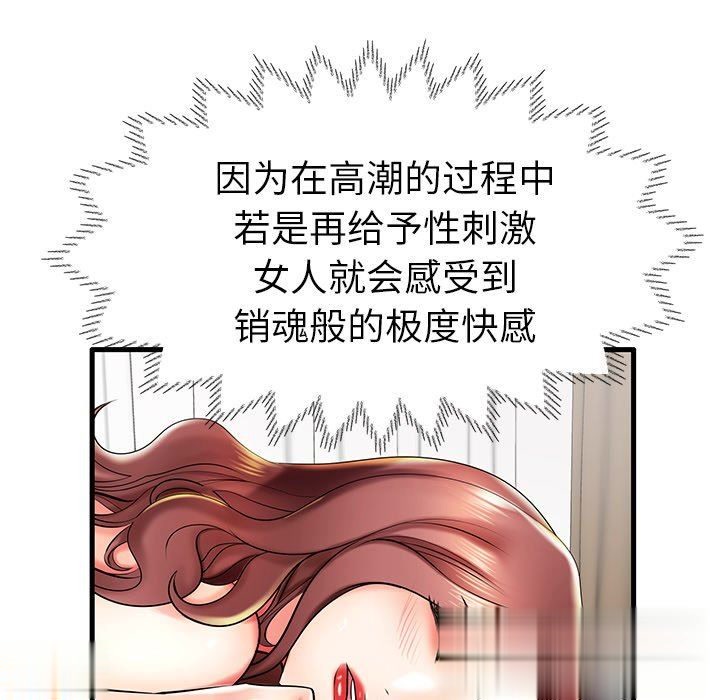 因为在高潮的过程中
若是再给予性刺激
女人就会感受到
销魂般的极度快感